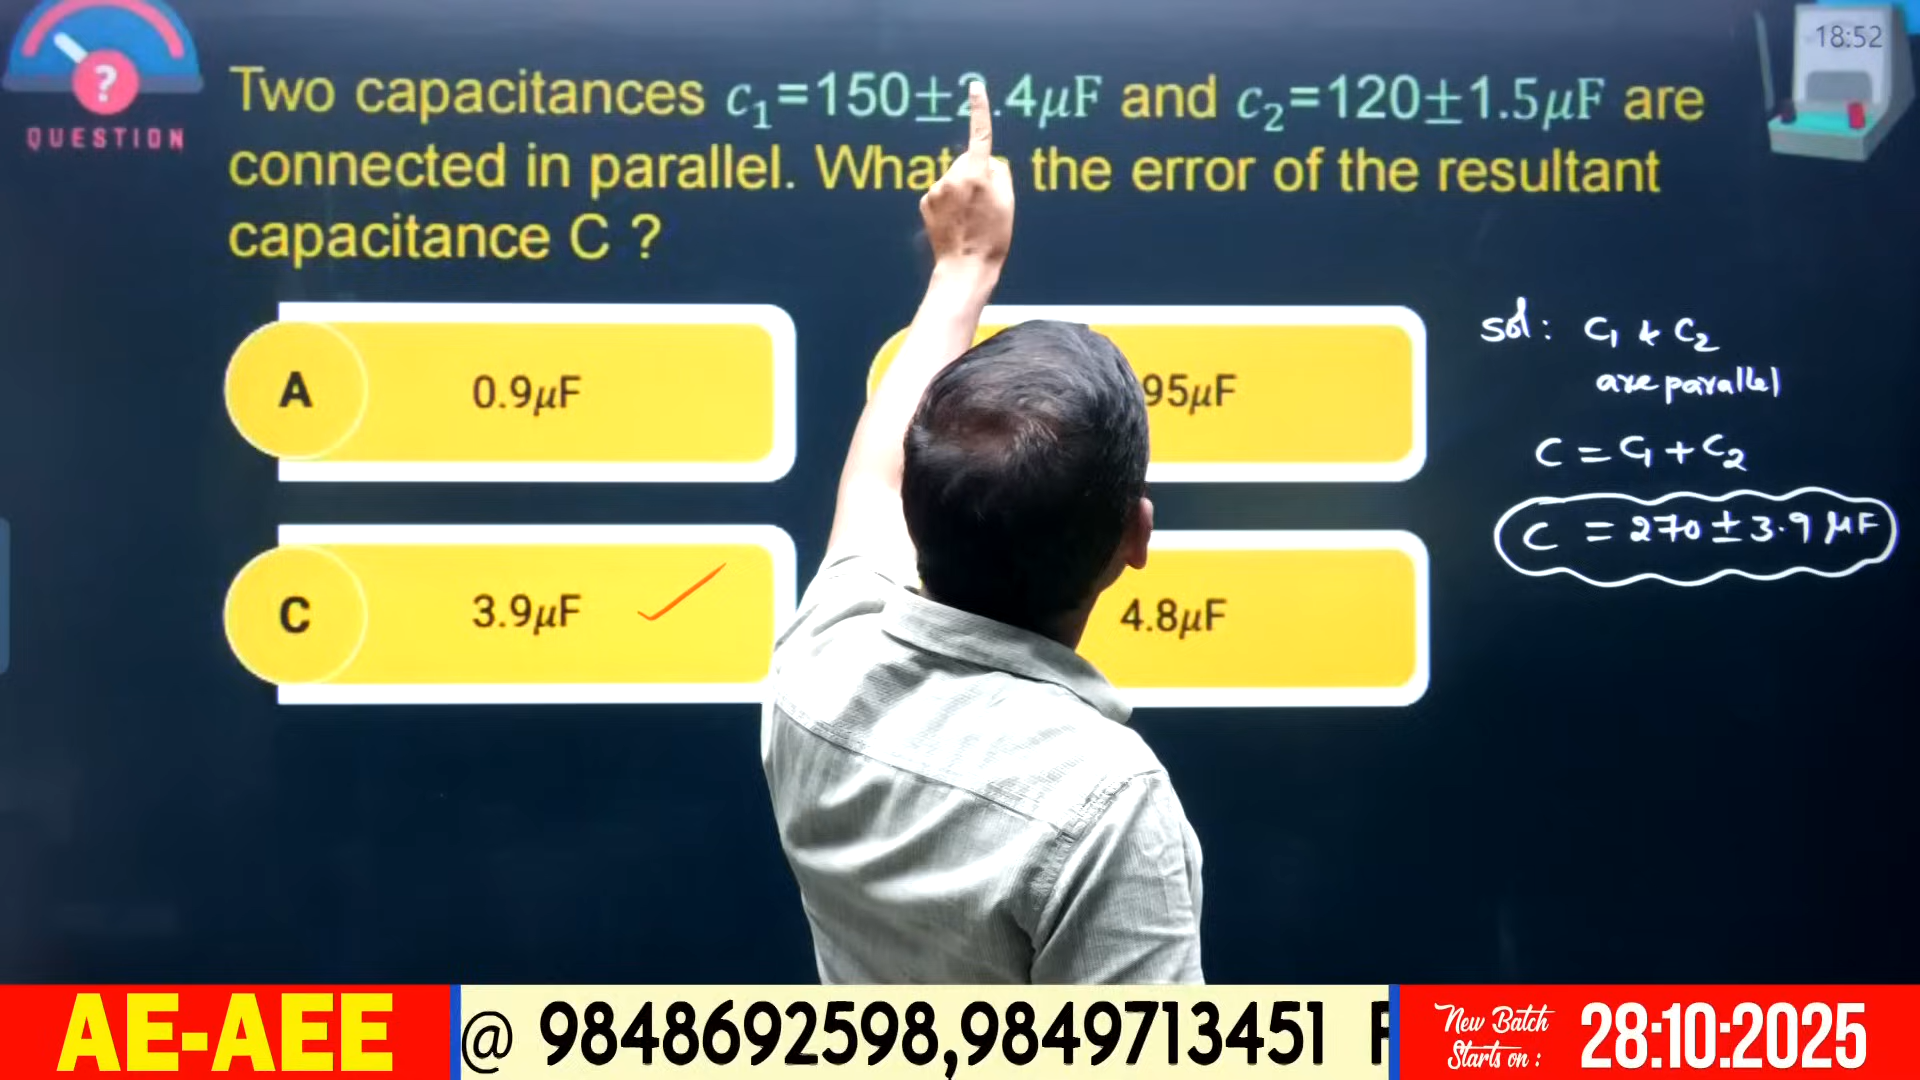 18:52
?
QUESTION
Two capacitances c₁=150±2.4μF and c₂=120±1.5μF are
connected in parallel. What the error of the resultant
capacitance C ?
A 0.9μF
95μF
C 3.9μF
4.8μF
Sol: C₁ & C₂
are parallel
C = C₁ + C₂
C = 270 ± 3.9 μF
AE-AEE
@ 9848692598,9849713451
New Batch
Starts on :
28:10:2025